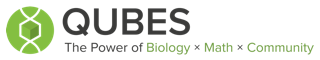 QUBES
The Power of Biology × Math × Community